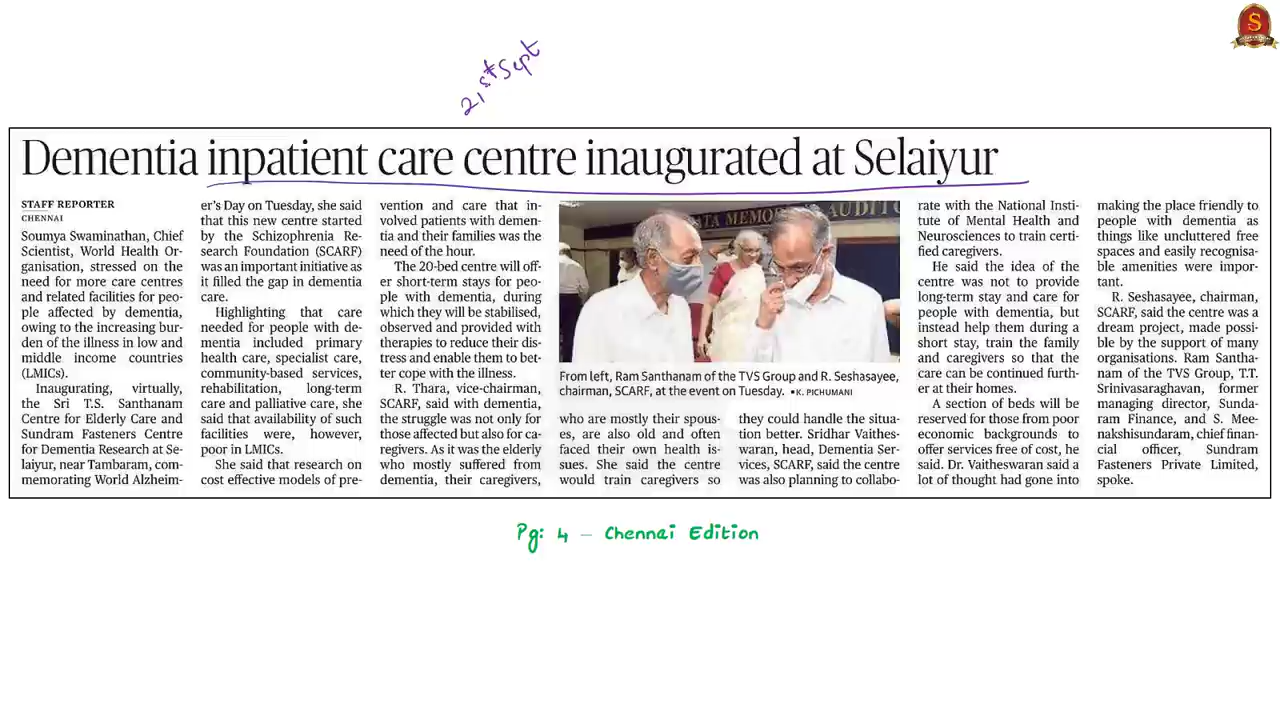 21st Sept
Dementia inpatient care centre inaugurated at Selaiyur
STAFF REPORTER
CHENNAI
Soumya Swaminathan, Chief
Scientist, World Health Or-
ganisation, stressed on the
need for more care centres
and related facilities for peo-
ple affected by dementia,
owing to the increasing bur-
den of the illness in low and
middle income countries
(LMICs).
Inaugurating, virtually,
the Sri T.S. Santhanam
Centre for Elderly Care and
Sundram Fasteners Centre
for Dementia Research at Se-
laiyur, near Tambaram, com-
memorating World Alzheim-
er's Day on Tuesday, she said
that this new centre started
by the Schizophrenia Re-
search Foundation (SCARF)
was an important initiative as
it filled the gap in dementia
care.
Highlighting that care
needed for people with de-
mentia included primary
health care, specialist care,
community-based services,
rehabilitation, long-term
care and palliative care, she
said that availability of such
facilities were, however,
poor in LMICs.
She said that research on
cost effective models of pre-
vention and care that in-
volved patients with demen-
tia and their families was the
need of the hour.
The 20-bed centre will off-
er short-term stays for peo-
ple with dementia, during
which they will be stabilised,
observed and provided with
therapies to reduce their dis-
tress and enable them to bet-
ter cope with the illness.
R. Thara, vice-chairman,
SCARF, said with dementia,
the struggle was not only for
those affected but also for ca-
regivers. As it was the elderly
who mostly suffered from
dementia, their caregivers,
ATA MEMORI AUDITO
From left, Ram Santhanam of the TVS Group and R. Seshasayee,
chairman, SCARF, at the event on Tuesday. •K. PICHUMANI
who are mostly their spous-
es, are also old and often
faced their own health is-
sues. She said the centre
would train caregivers so
they could handle the situa-
tion better. Sridhar Vaithes-
waran, head, Dementia Ser-
vices, SCARF, said the centre
was also planning to collabo-
rate with the National Insti-
tute of Mental Health and
Neurosciences to train certi-
fied caregivers.
He said the idea of the
centre was not to provide
long-term stay and care for
people with dementia, but
instead help them during a
short stay, train the family
and caregivers so that the
care can be continued furth-
er at their homes.
A section of beds will be
reserved for those from poor
economic backgrounds to
offer services free of cost, he
said. Dr. Vaitheswaran said a
lot of thought had gone into
making the place friendly to
people with dementia as
things like uncluttered free
spaces and easily recognisa-
ble amenities were impor-
tant.
R. Seshasayee, chairman,
SCARF, said the centre was a
dream project, made possi-
ble by the support of many
organisations. Ram Santha-
nam of the TVS Group, T.T.
Srinivasaraghavan, former
managing director, Sunda-
ram Finance, and S. Mee-
nakshisundaram, chief finan-
cial officer, Sundram
Fasteners Private Limited,
spoke.
Pg: 4 – Chennai Edition